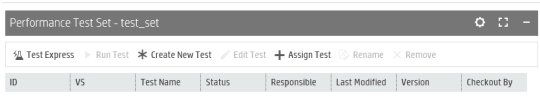 Performance Test Set - test_set
Test Express Run Test Create New Test Edit Test Assign Test Rename Remove
ID VS Test Name Status Responsible Last Modified Version Checkout By